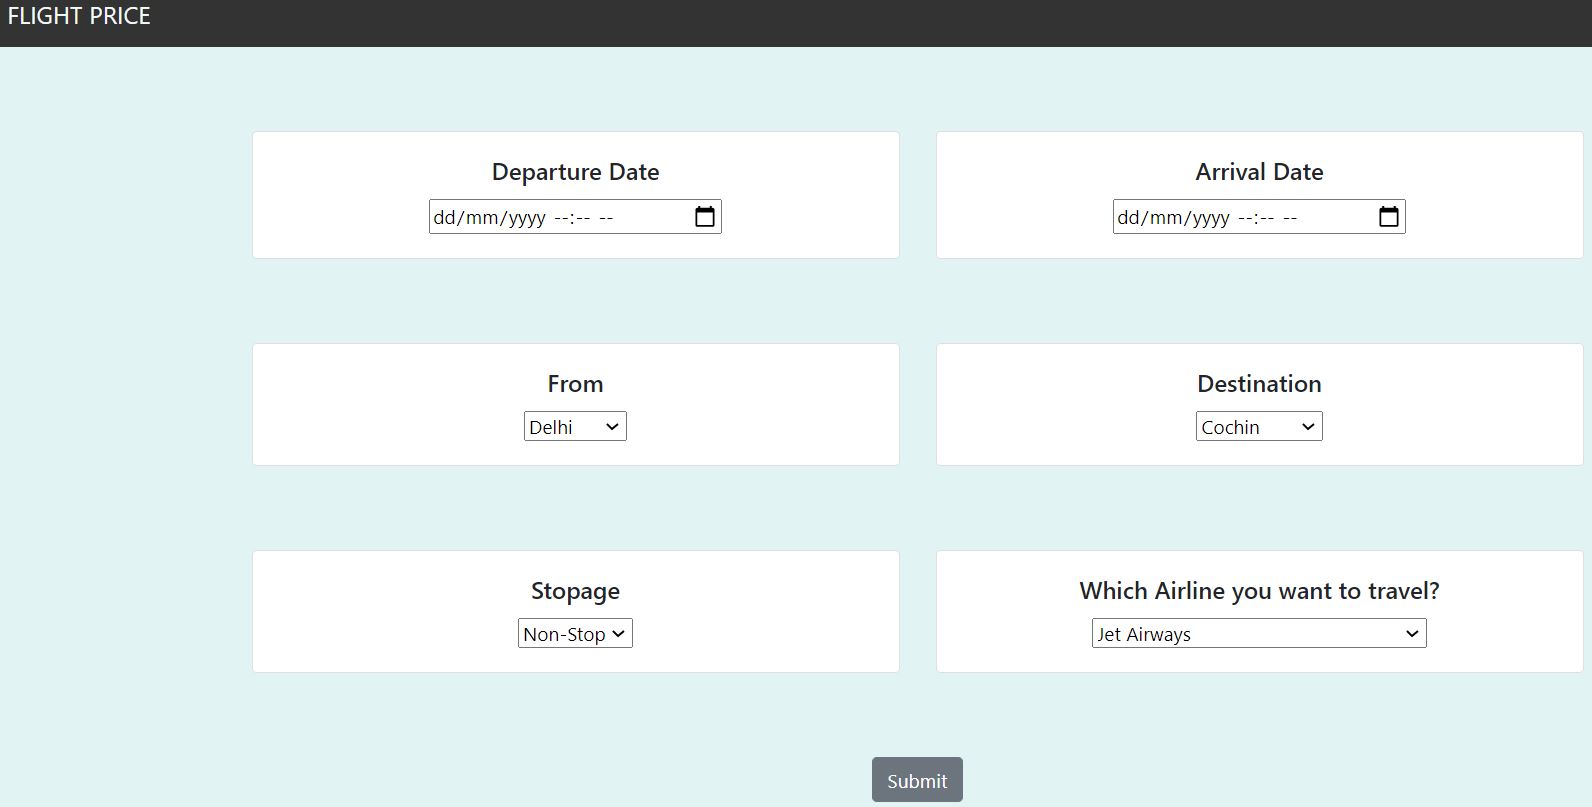 FLIGHT PRICE
Departure Date
Arrival Date
dd/mm/yyyy --:-- --
dd/mm/yyyy --:-- --
From
Destination
Delhi
Cochin
Stopage
Which Airline you want to travel?
Non-Stop
Jet Airways
Submit